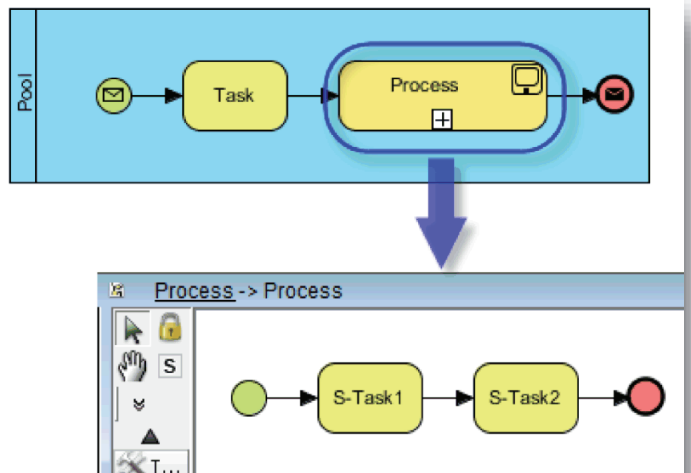 Pool
Task
Process
Process -> Process
S
S-Task1
S-Task2
T...